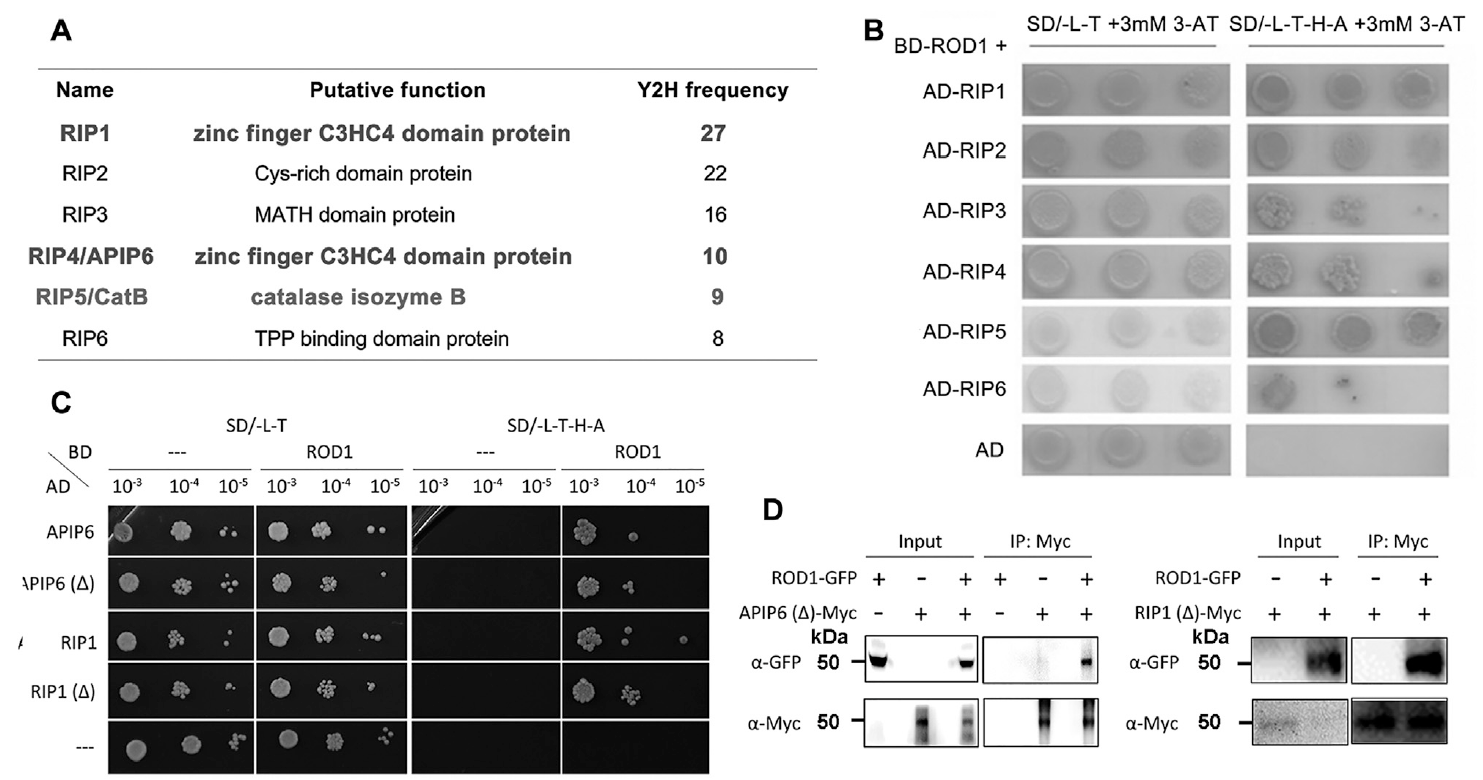 A
Name Putative function Y2H frequency
RIP1 zinc finger C3HC4 domain protein 27
RIP2 Cys-rich domain protein 22
RIP3 MATH domain protein 16
RIP4/APIP6 zinc finger C3HC4 domain protein 10
RIP5/CatB catalase isozyme B 9
RIP6 TPP binding domain protein 8
B
SD/-L-T +3mM 3-AT SD/-L-T-H-A +3mM 3-AT
BD-ROD1 +
AD-RIP1
AD-RIP2
AD-RIP3
AD-RIP4
AD-RIP5
AD-RIP6
AD
C
SD/-L-T SD/-L-T-H-A
BD --- ROD1 --- ROD1
AD 10⁻³ 10⁻⁴ 10⁻⁵ 10⁻³ 10⁻⁴ 10⁻⁵ 10⁻³ 10⁻⁴ 10⁻⁵ 10⁻³ 10⁻⁴ 10⁻⁵
APIP6
APIP6 (Δ)
RIP1
RIP1 (Δ)
---
D
Input IP: Myc
ROD1-GFP + - + + - +
APIP6 (Δ)-Myc - + + - + +
kDa
α-GFP 50
α-Myc 50
Input IP: Myc
ROD1-GFP - + - +
RIP1 (Δ)-Myc + + + +
kDa
α-GFP 50
α-Myc 50